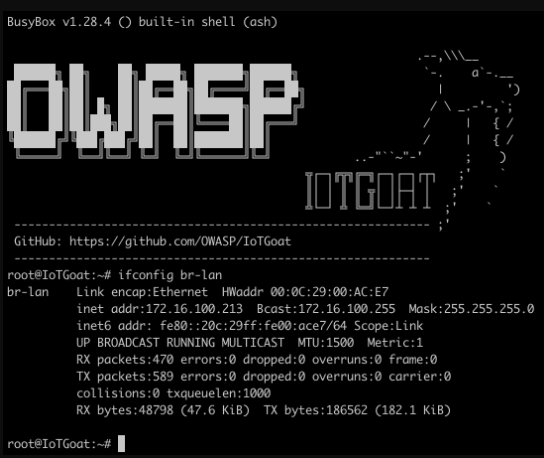 BusyBox v1.28.4 () built-in shell (ash)
OWASP
IOTGOAT
GitHub: https://github.com/OWASP/IoTGoat
root@IoTGoat:~# ifconfig br-lan
br-lan    Link encap:Ethernet  HWaddr 00:0C:29:00:AC:E7
          inet addr:172.16.100.213  Bcast:172.16.100.255  Mask:255.255.255.0
          inet6 addr: fe80::20c:29ff:fe00:ace7/64 Scope:Link
          UP BROADCAST RUNNING MULTICAST  MTU:1500  Metric:1
          RX packets:470 errors:0 dropped:0 overruns:0 frame:0
          TX packets:589 errors:0 dropped:0 overruns:0 carrier:0
          collisions:0 txqueuelen:1000
          RX bytes:48798 (47.6 KiB)  TX bytes:186562 (182.1 KiB)
root@IoTGoat:~#